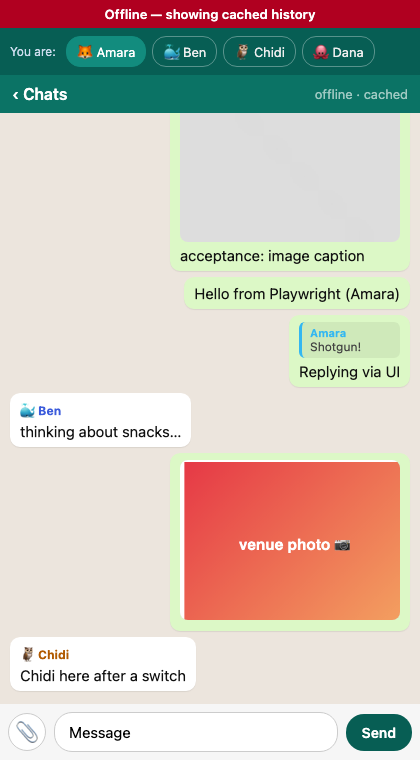 Offline — showing cached history
You are: 🦊 Amara 🐳 Ben 🦉 Chidi 🐙 Dana
‹ Chats offline · cached
acceptance: image caption
Hello from Playwright (Amara)
Amara
Shotgun!
Replying via UI
🐳 Ben
thinking about snacks...
venue photo 📷
🦉 Chidi
Chidi here after a switch
Message Send